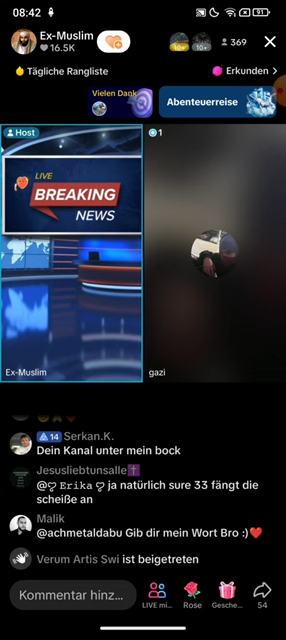 08:42
91
Ex-Muslim
16.5K
10+
10+
369
Tägliche Rangliste
Erkunden >
Vielen Dank
Abenteuerreise
Host
1
LIVE
BREAKING
NEWS
Ex-Muslim
gazi
14 Serkan.K.
Dein Kanal unter mein bock
Jesusliebtunsalle✝️
@ღ 𝙴𝚛𝚒𝚔𝚊 ღ ja natürlich sure 33 fängt die
scheiße an
Malik
@achmetaldabu Gib dir mein Wort Bro :)❤️
Verum Artis Swi ist beigetreten
Kommentar hinz...
LIVE mi...
Rose
Gesche...
54